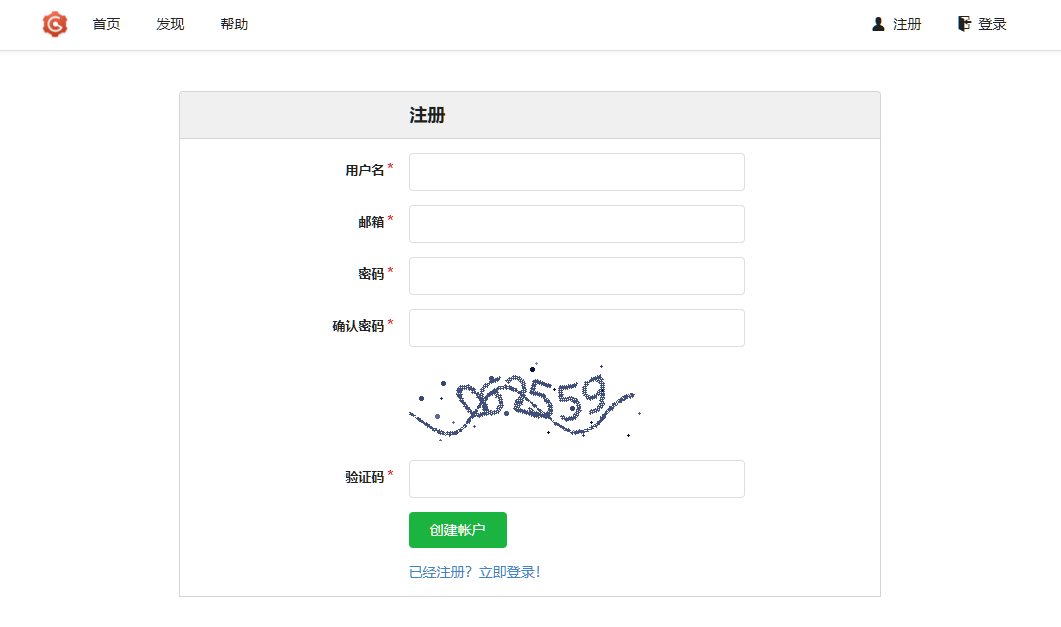 首页 发现 帮助 注册 登录
注册
用户名 *
邮箱 *
密码 *
确认密码 *
验证码 *
创建帐户
已经注册？立即登录！